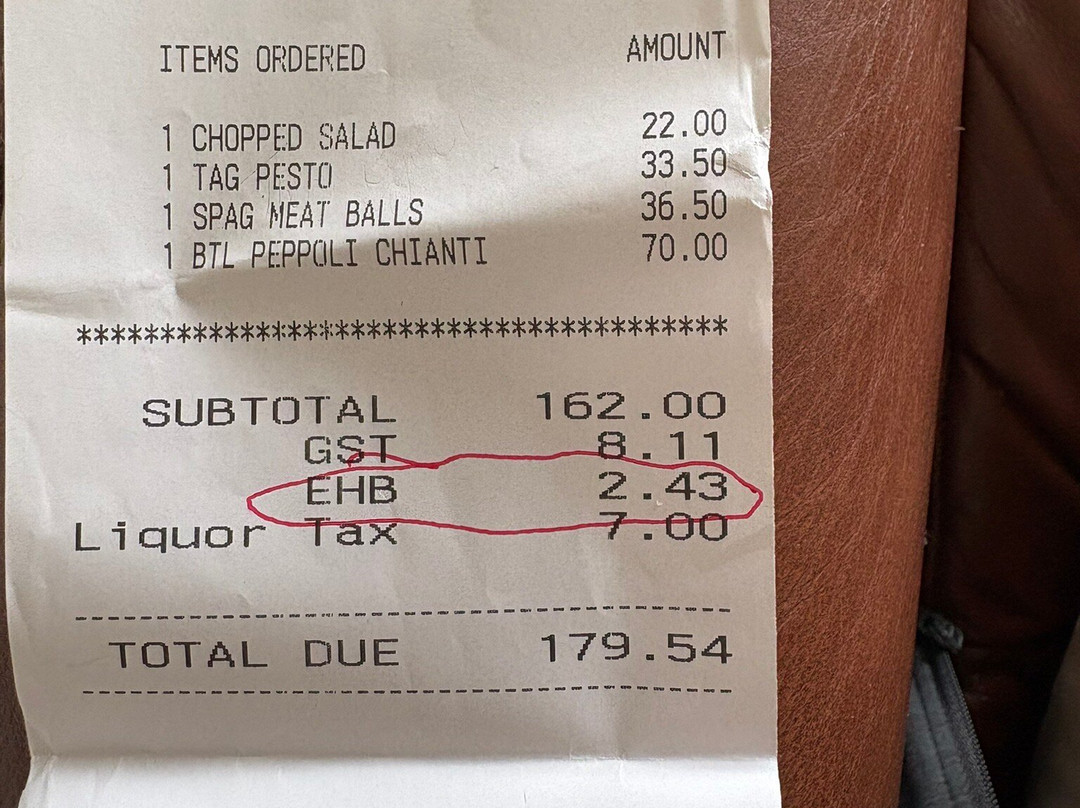 ITEMS ORDERED AMOUNT
1 CHOPPED SALAD 22.00
1 TAG PESTO 33.50
1 SPAG MEAT BALLS 36.50
1 BTL PEPPOLI CHIANTI 70.00
***************************************
SUBTOTAL 162.00
GST 8.11
EHB 2.43
Liquor Tax 7.00
TOTAL DUE 179.54